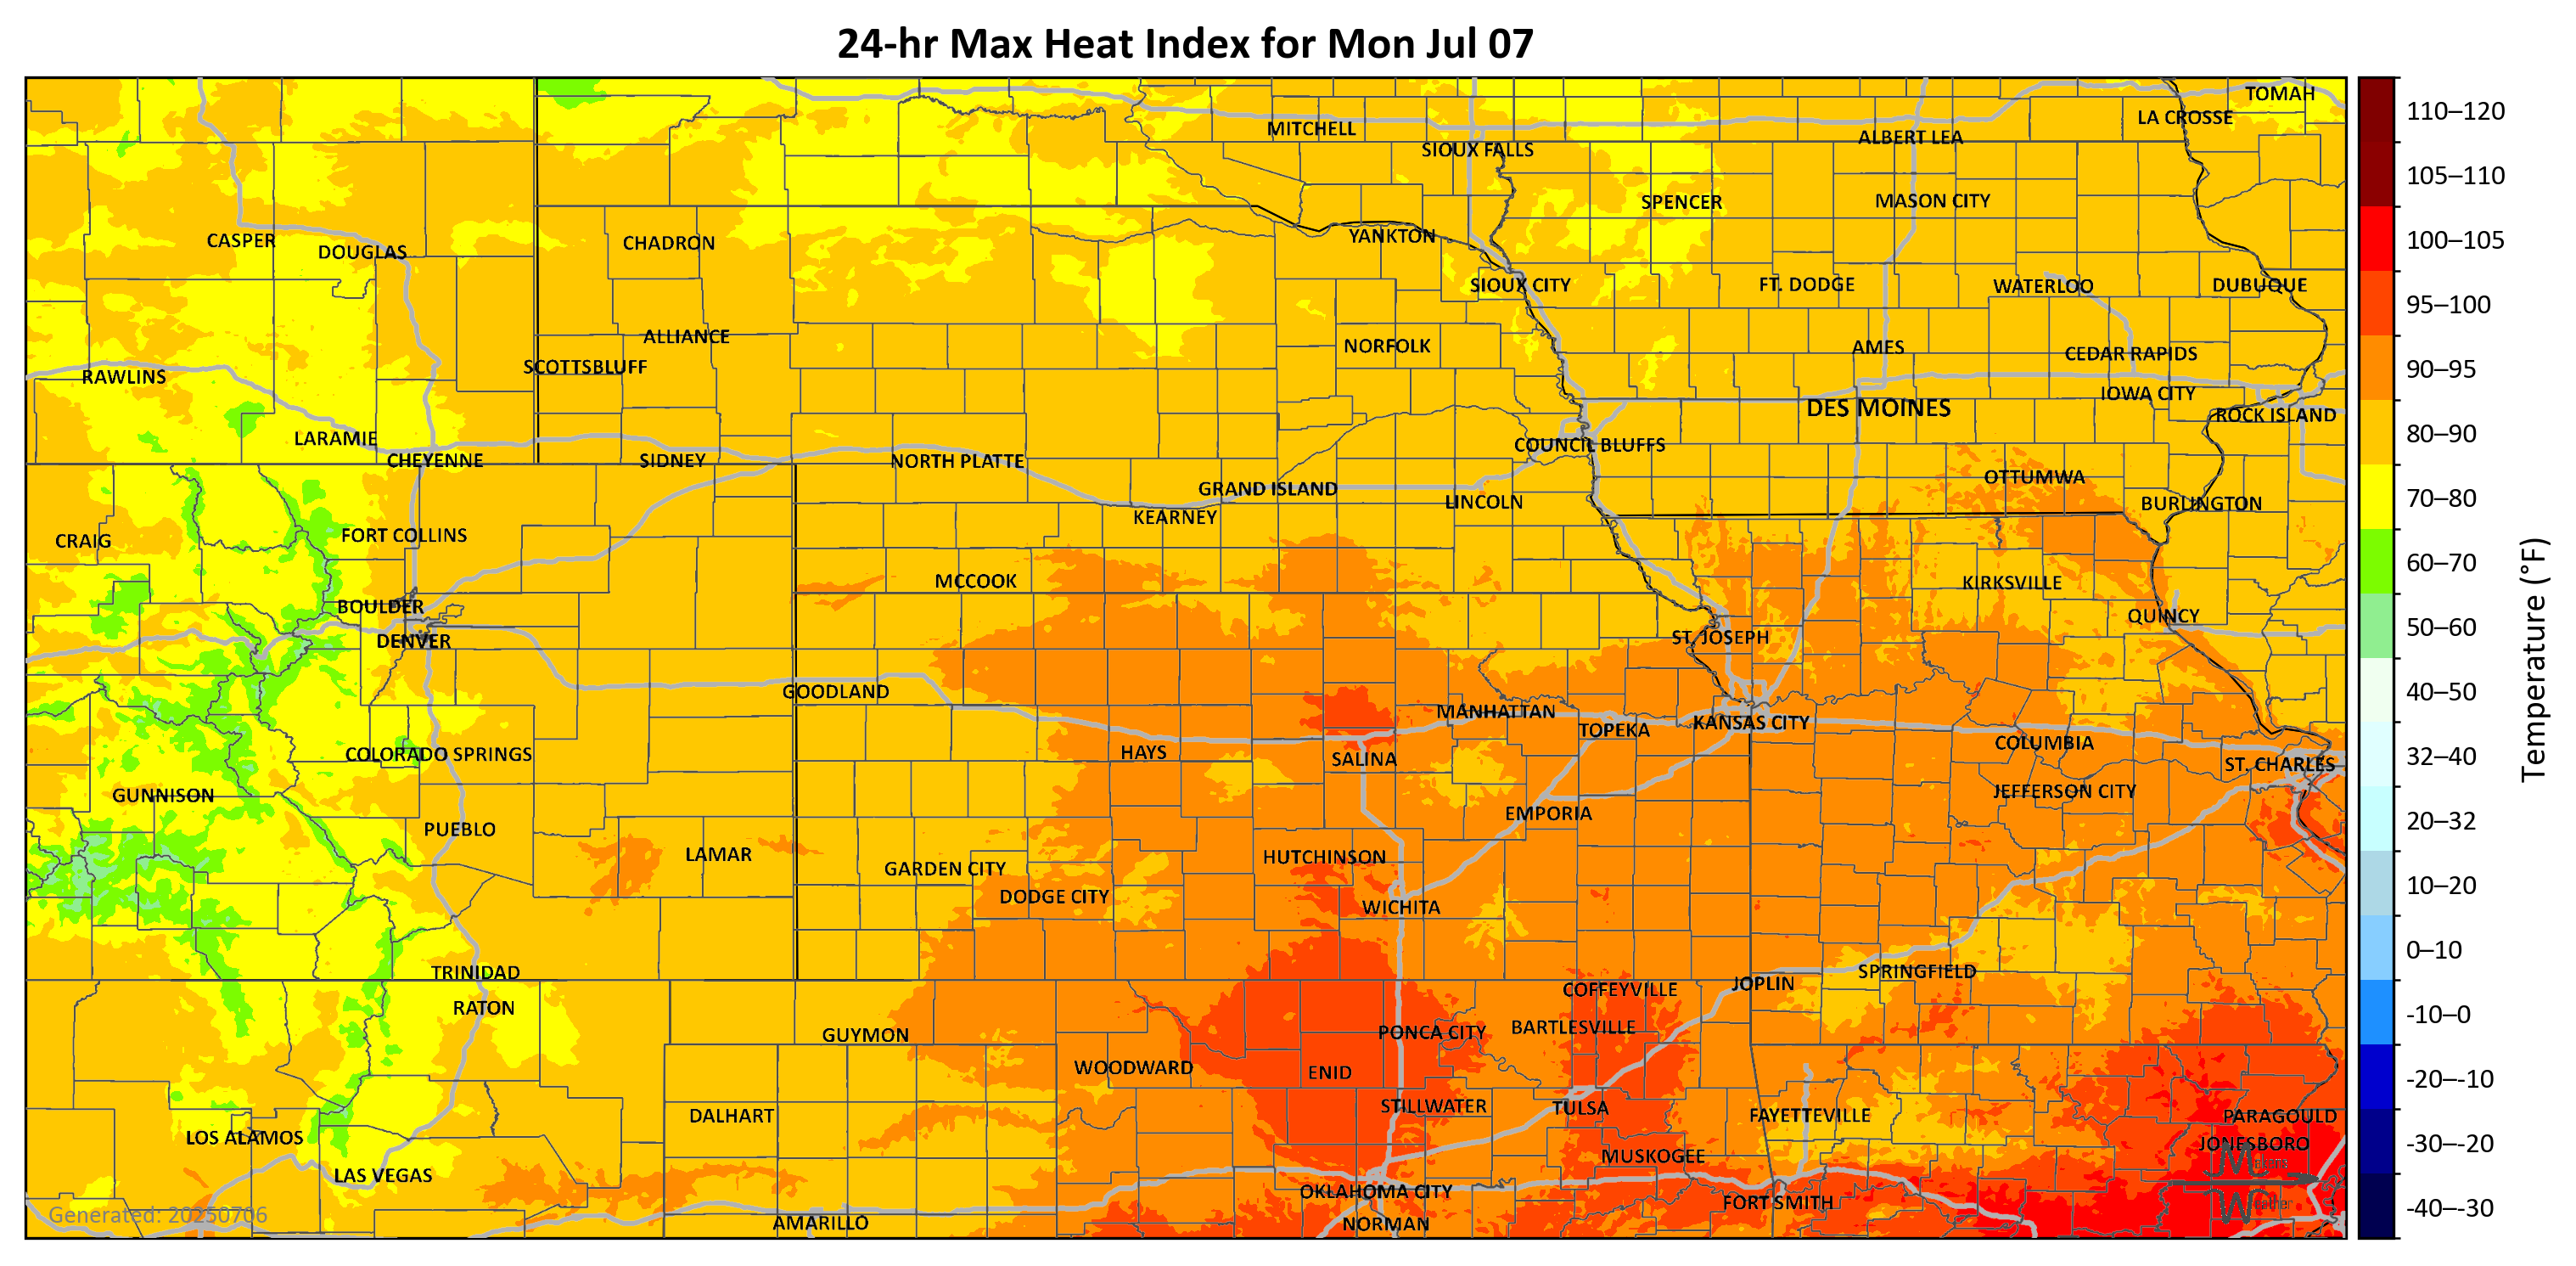 24-hr Max Heat Index for Mon Jul 07
TOMAH
LA CROSSE
MITCHELL
ALBERT LEA
SIOUX FALLS
SPENCER
MASON CITY
YANKTON
CASPER
CHADRON
DOUGLAS
SIOUX CITY
FT. DODGE
WATERLOO
DUBUQUE
ALLIANCE
NORFOLK
AMES
CEDAR RAPIDS
SCOTTSBLUFF
RAWLINS
IOWA CITY
DES MOINES
ROCK ISLAND
LARAMIE
COUNCIL BLUFFS
CHEYENNE
SIDNEY
NORTH PLATTE
OTTUMWA
GRAND ISLAND
LINCOLN
BURLINGTON
KEARNEY
FORT COLLINS
CRAIG
MCCOOK
KIRKSVILLE
BOULDER
QUINCY
DENVER
ST. JOSEPH
GOODLAND
MANHATTAN
KANSAS CITY
TOPEKA
COLUMBIA
HAYS
COLORADO SPRINGS
SALINA
ST. CHARLES
JEFFERSON CITY
GUNNISON
EMPORIA
PUEBLO
LAMAR
HUTCHINSON
GARDEN CITY
DODGE CITY
WICHITA
TRINIDAD
SPRINGFIELD
JOPLIN
COFFEYVILLE
RATON
BARTLESVILLE
PONCA CITY
GUYMON
WOODWARD
ENID
STILLWATER
TULSA
DALHART
FAYETTEVILLE
PARAGOULD
LOS ALAMOS
JONESBORO
MUSKOGEE
LAS VEGAS
OKLAHOMA CITY
FORT SMITH
AMARILLO
NORMAN
Generated: 20250706
110–120
105–110
100–105
95–100
90–95
80–90
70–80
60–70
50–60
40–50
32–40
20–32
10–20
0–10
-10–0
-20–-10
-30–-20
-40–-30
Temperature (°F)